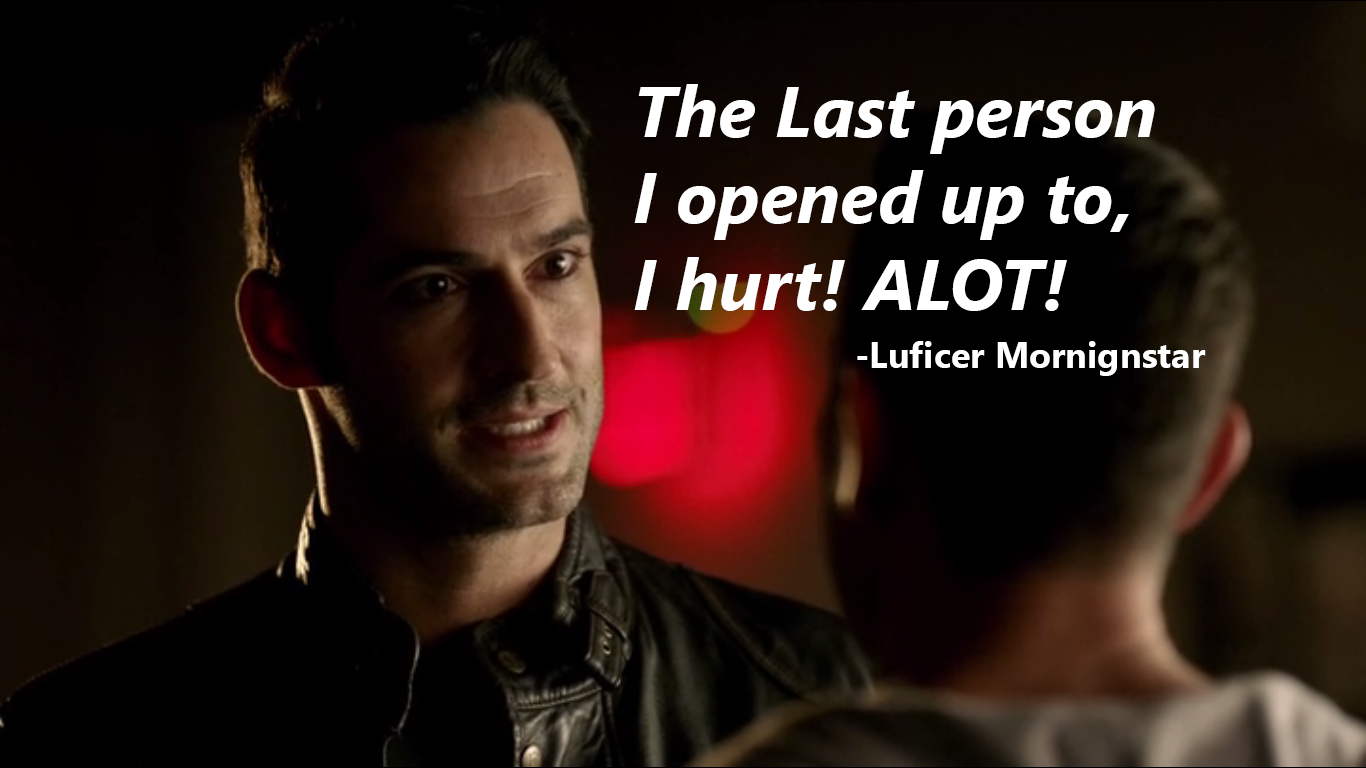 The Last person
I opened up to,
I hurt! ALOT!
-Luficer Mornignstar